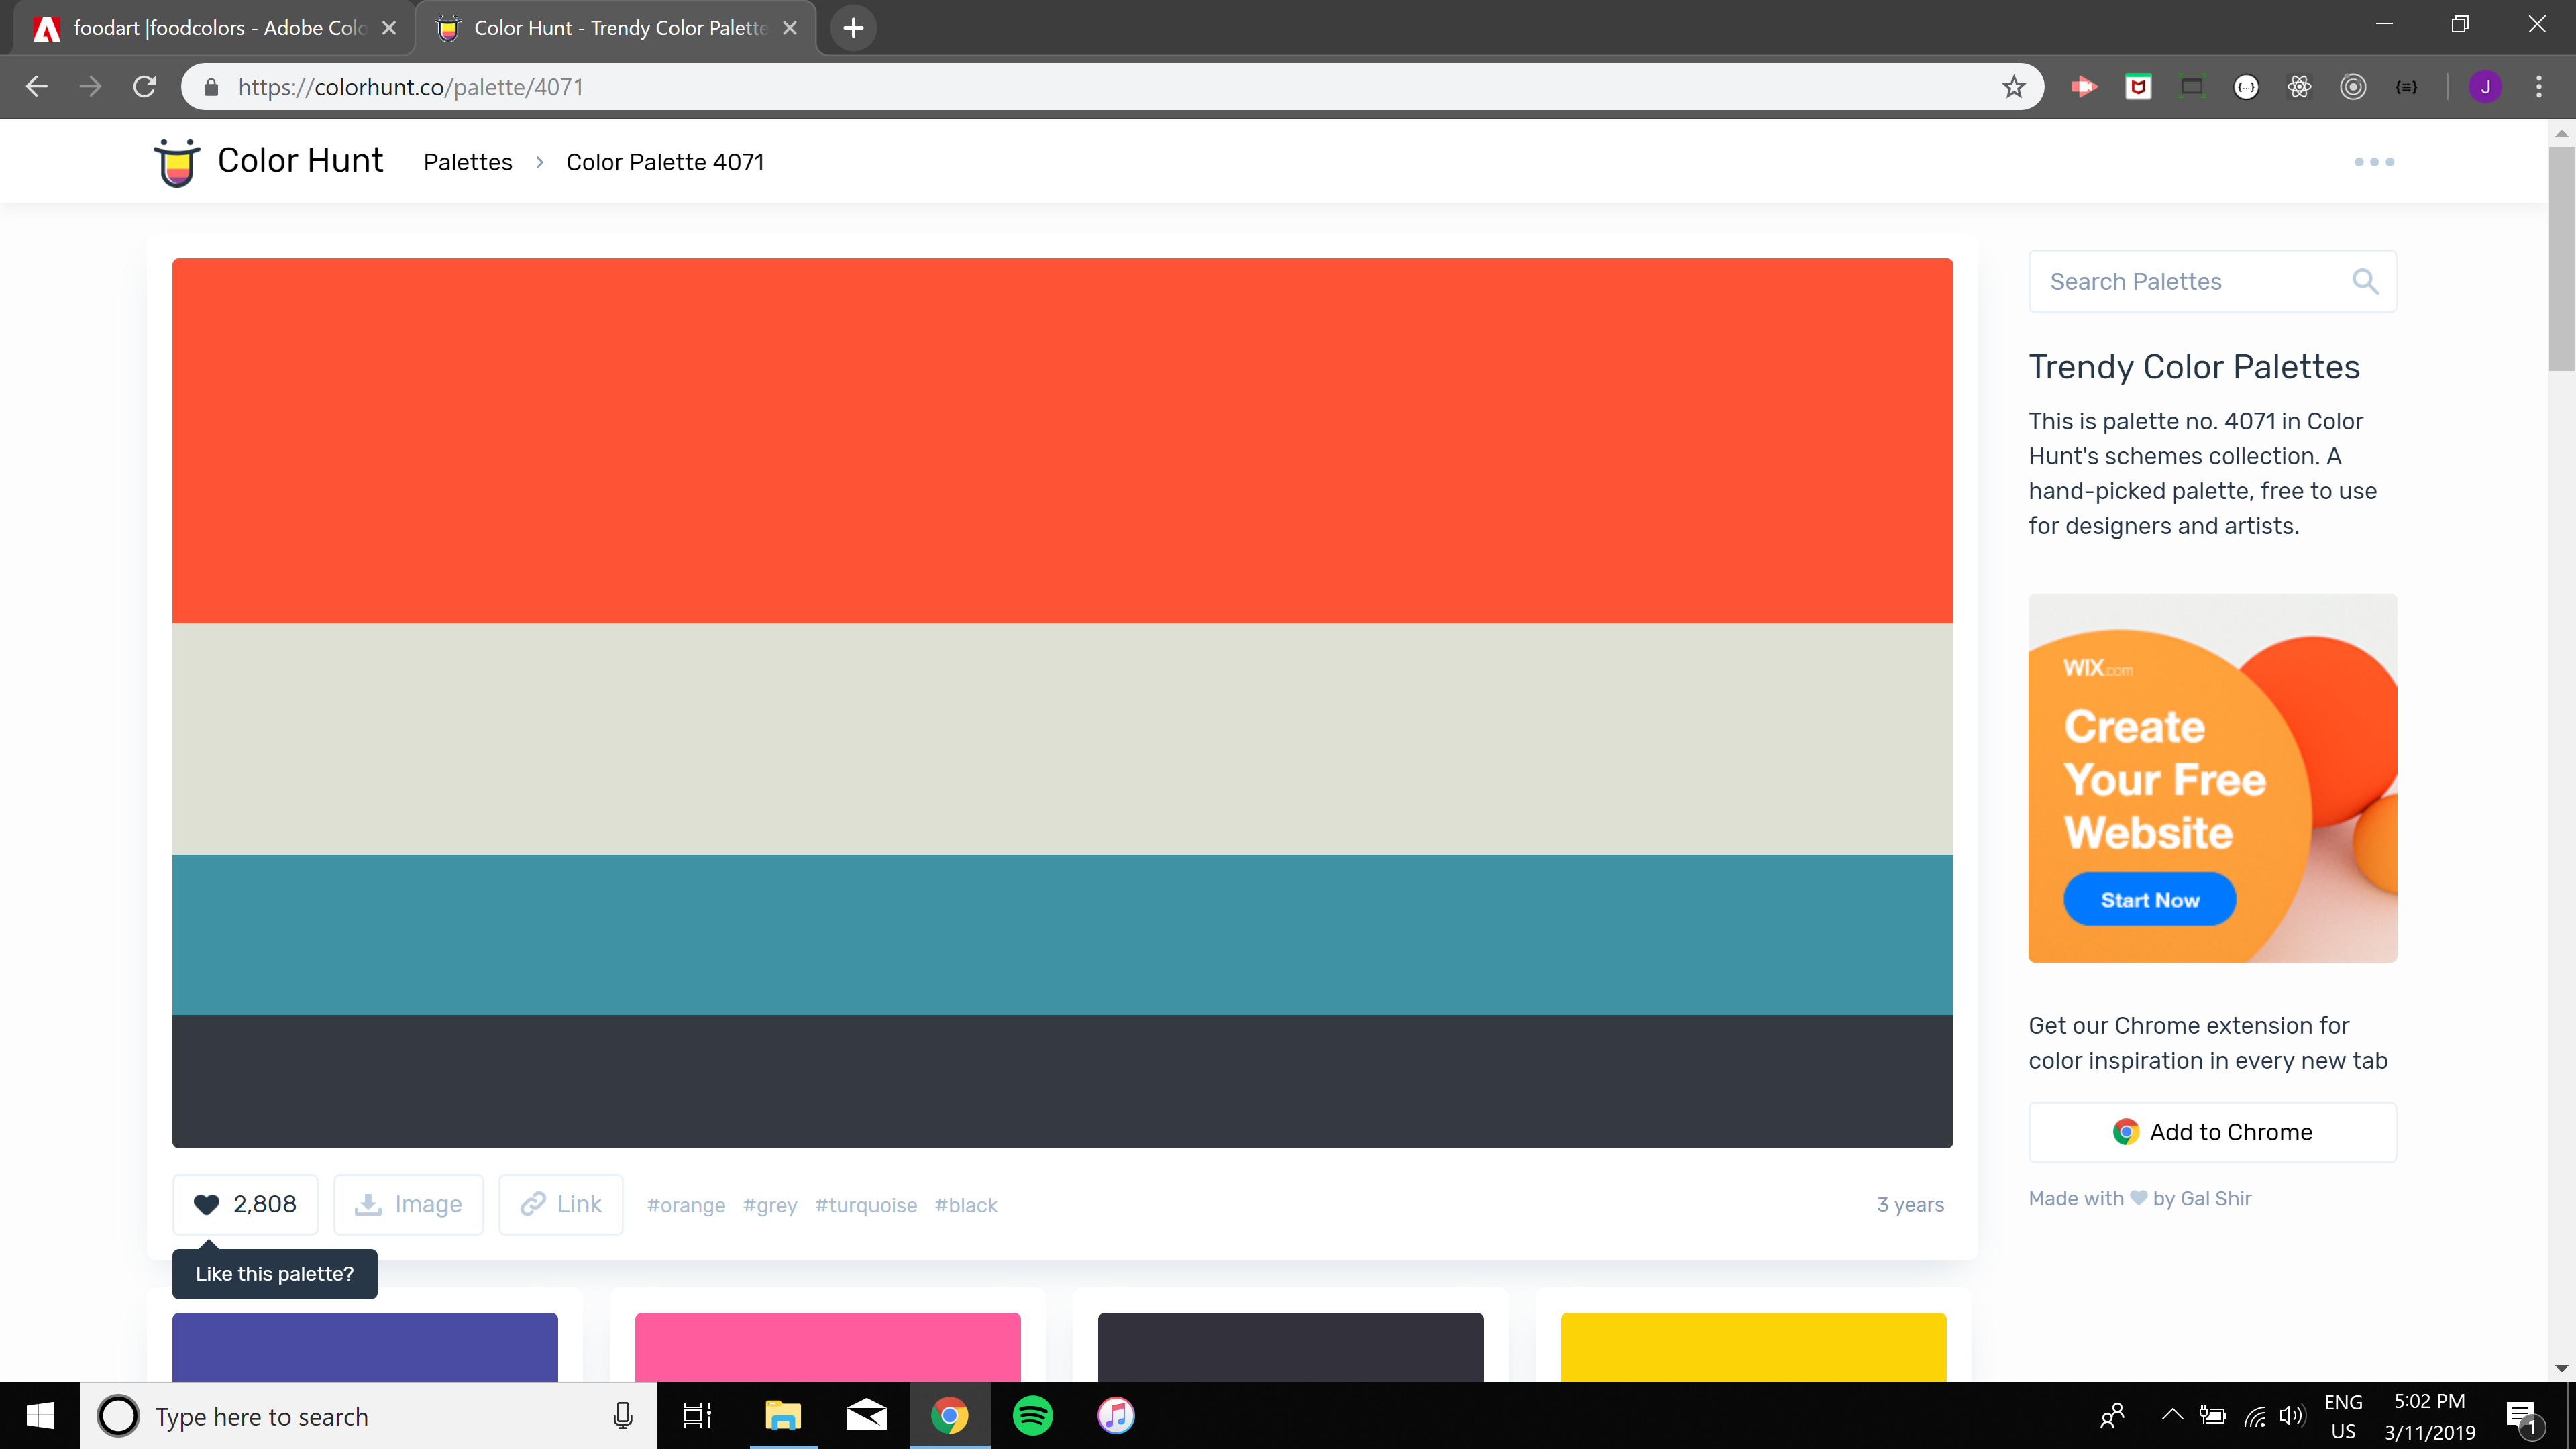 foodart |foodcolors - Adobe Colo
Color Hunt - Trendy Color Palette
https://colorhunt.co/palette/4071
J
Color Hunt
Palettes > Color Palette 4071
Search Palettes
Trendy Color Palettes
This is palette no. 4071 in Color
Hunt's schemes collection. A
hand-picked palette, free to use
for designers and artists.
WIX.com
Create
Your Free
Website
Start Now
Get our Chrome extension for
color inspiration in every new tab
Add to Chrome
Made with ♥ by Gal Shir
2,808
Image
Link
#orange #grey #turquoise #black
3 years
Like this palette?
Type here to search
ENG
US
5:02 PM
3/11/2019
1